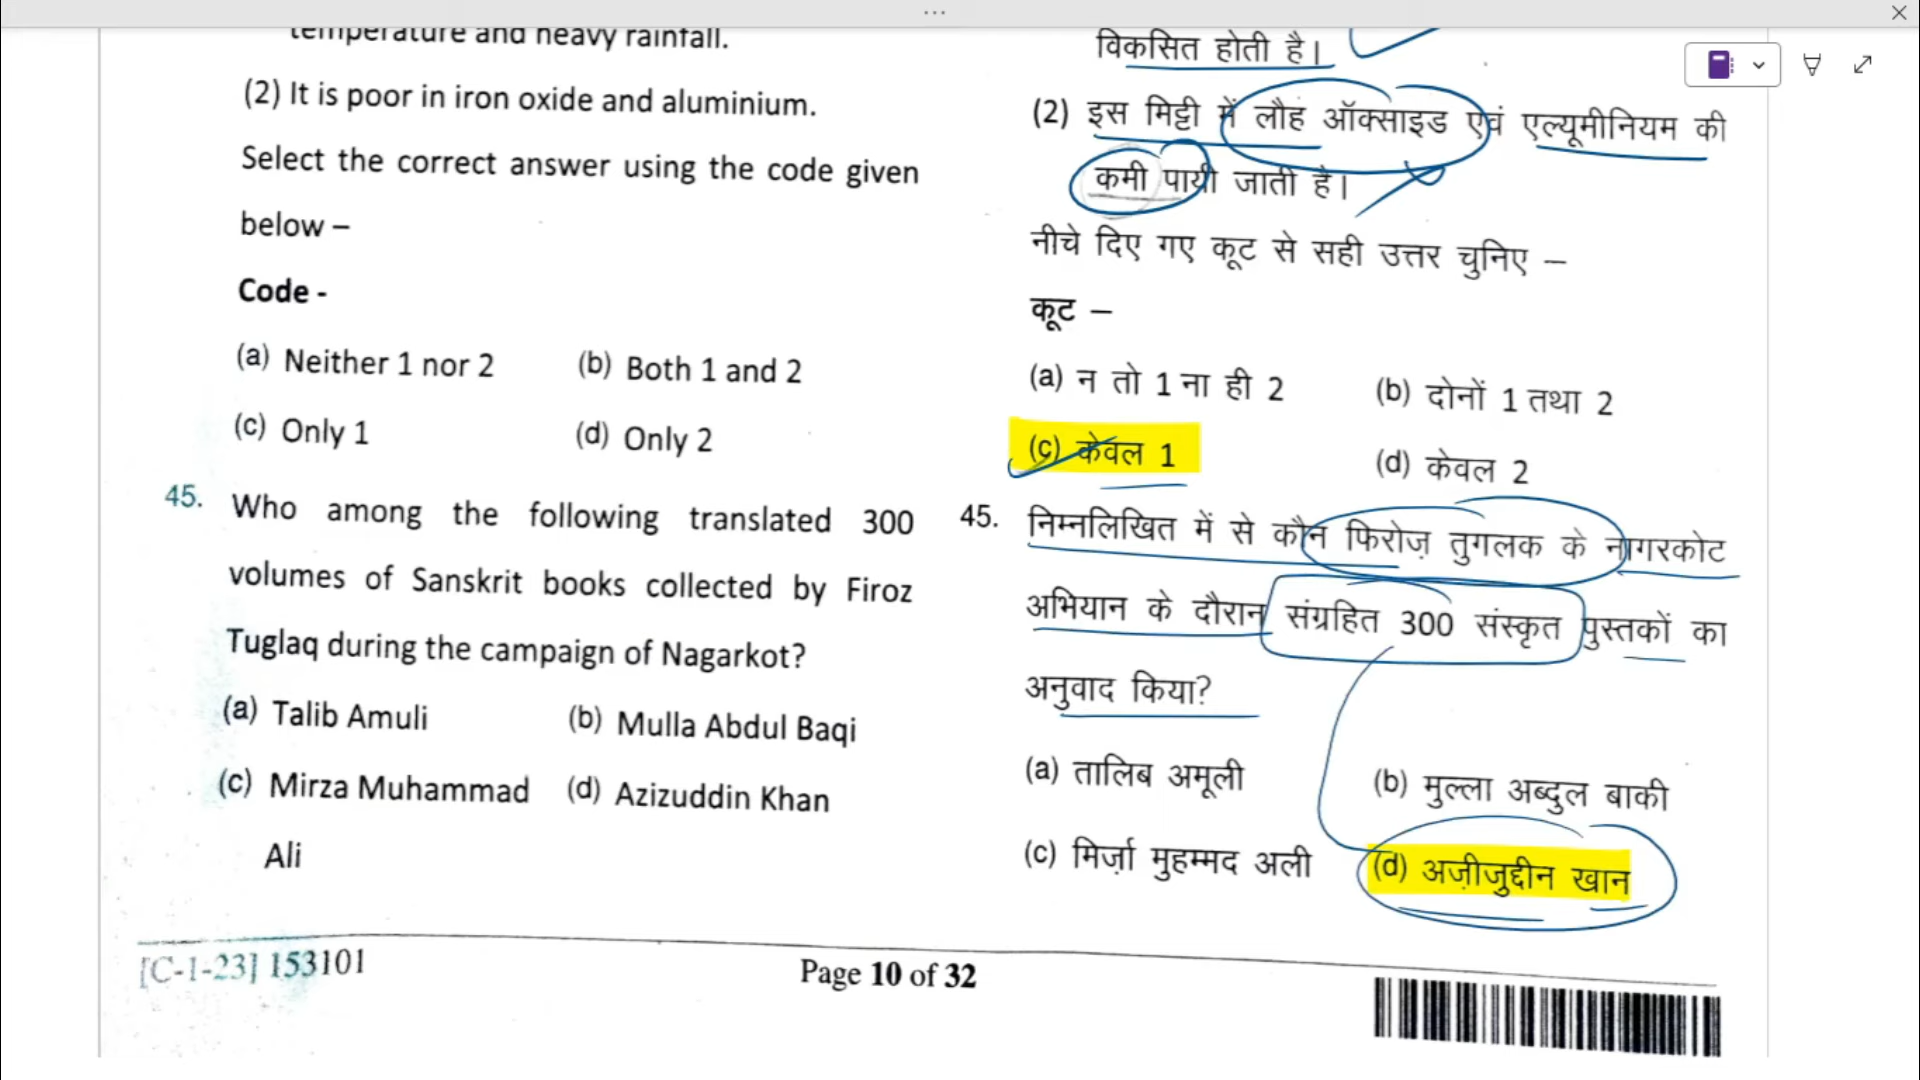 temperature and heavy rainfall.
(2) It is poor in iron oxide and aluminium.
Select the correct answer using the code given
below –
Code -
(a) Neither 1 nor 2 (b) Both 1 and 2
(c) Only 1 (d) Only 2
45. Who among the following translated 300
volumes of Sanskrit books collected by Firoz
Tuglaq during the campaign of Nagarkot?
(a) Talib Amuli (b) Mulla Abdul Baqi
(c) Mirza Muhammad (d) Azizuddin Khan
Ali
विकसित होती है।
(2) इस मिट्टी में लौह ऑक्साइड एवं एल्यूमीनियम की
कमी पायी जाती है।
नीचे दिए गए कूट से सही उत्तर चुनिए –
कूट –
(a) न तो 1 ना ही 2 (b) दोनों 1 तथा 2
(c) केवल 1 (d) केवल 2
45. निम्नलिखित में से कौन फिरोज़ तुगलक के नागरकोट
अभियान के दौरान संग्रहित 300 संस्कृत पुस्तकों का
अनुवाद किया?
(a) तालिब अमूली (b) मुल्ला अब्दुल बाकी
(c) मिर्ज़ा मुहम्मद अली (d) अज़ीजुद्दीन खान
[C-1-23] 153101 Page 10 of 32